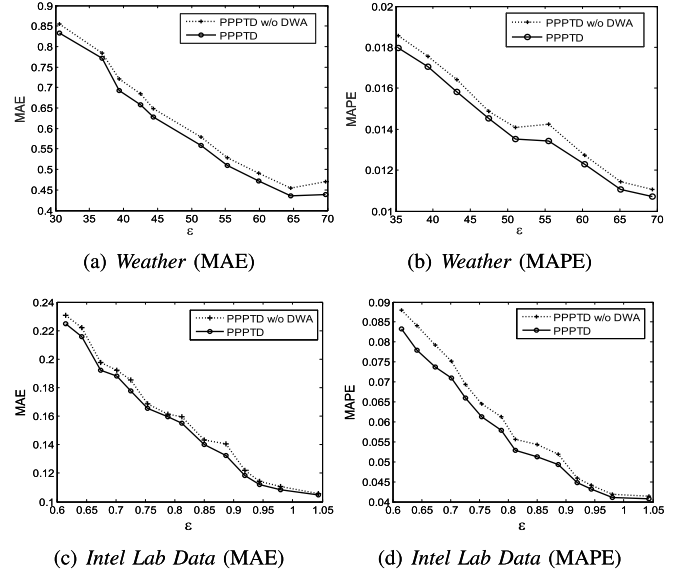 0.9
0.85
0.8
0.75
0.7
0.65
0.6
0.55
0.5
0.45
0.4
MAE
30 35 40 45 50 55 60 65 70
ε
PPPTD w/o DWA
PPPTD
(a) Weather (MAE)
0.018
0.016
0.014
0.012
0.01
MAPE
35 40 45 50 55 60 65 70
ε
PPPTD w/o DWA
PPPTD
(b) Weather (MAPE)
0.24
0.22
0.2
0.18
0.16
0.14
0.12
0.1
MAE
0.6 0.65 0.7 0.75 0.8 0.85 0.9 0.95 1 1.05
ε
PPPTD w/o DWA
PPPTD
(c) Intel Lab Data (MAE)
0.09
0.085
0.08
0.075
0.07
0.065
0.06
0.055
0.05
0.045
0.04
MAPE
0.6 0.65 0.7 0.75 0.8 0.85 0.9 0.95 1 1.05
ε
PPPTD w/o DWA
PPPTD
(d) Intel Lab Data (MAPE)